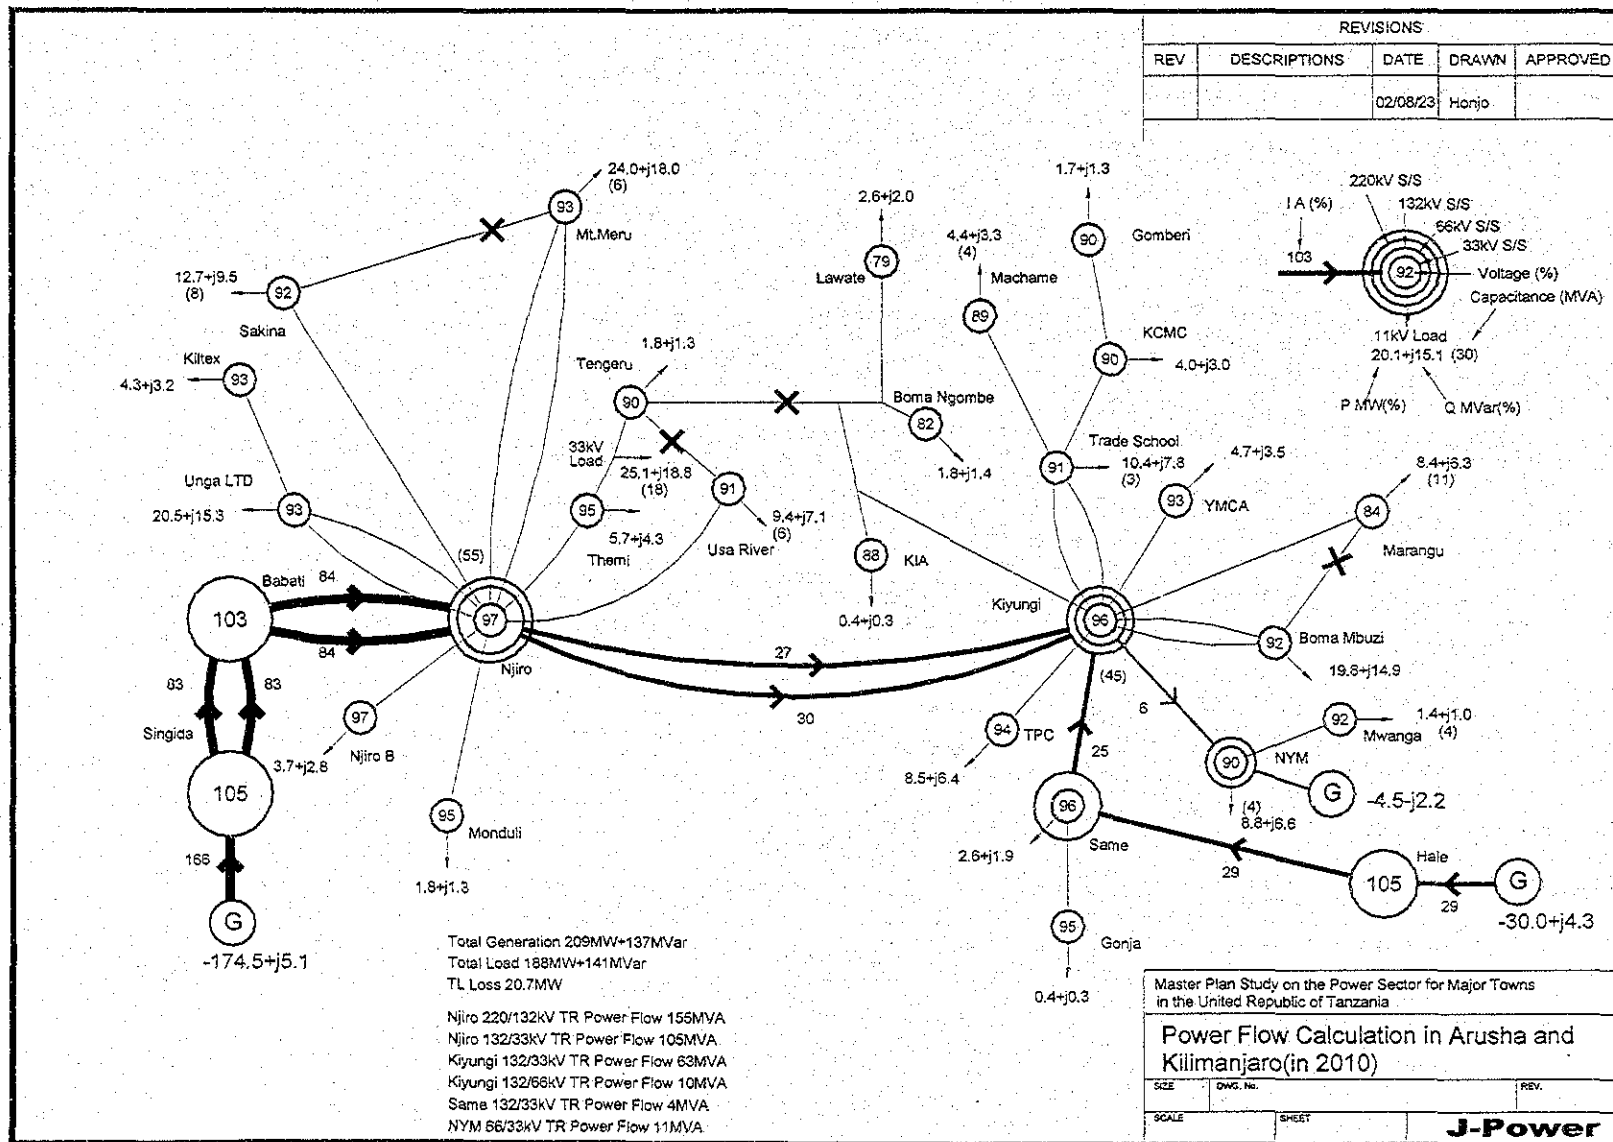 REVISIONS
REV DESCRIPTIONS DATE DRAWN APPROVED
02/08/23 Honjo
24.0+j18.0
(6)
93
Mt.Meru
12.7+j9.5
(8)
92
Sakina
Kiltex
4.3+j3.2
93
Unga LTD
20.5+j15.3
93
Tengeru
1.8+j1.3
90
33kV
Load
25.1+j18.8
(18)
95
5.7+j4.3
Themi
91
9.4+j7.1
(6)
Usa River
2.6+j2.0
79
Lawate
Boma Ngombe
82
1.8+j1.4
88
KIA
0.4+j0.3
4.4+j3.3
(4)
Machame
89
1.7+j1.3
90
Gomberi
KCMC
90
4.0+j3.0
Trade School
91
10.4+j7.8
(3)
4.7+j3.5
93
YMCA
8.4+j6.3
(11)
84
Marangu
92
Boma Mbuzi
19.8+j14.9
220kV S/S
I A (%)
132kV S/S
66kV S/S
33kV S/S
103
92
Voltage (%)
Capacitance (MVA)
11kV Load
20.1+j15.1 (30)
P MW(%)
Q MVar(%)
(55)
Babati
84
103
84
97
Njiro
83
83
Singida
105
166
G
-174.5+j5.1
97
Njiro B
3.7+j2.8
95
Monduli
1.8+j1.3
27
30
Kiyungi
96
(45)
94
TPC
8.5+j6.4
25
6
92
Mwanga
1.4+j1.0
(4)
90
NYM
G
-4.5-j2.2
(4)
8.8+j6.6
96
Same
2.6+j1.9
29
Hale
105
29
G
-30.0+j4.3
95
Gonja
0.4+j0.3
Total Generation 209MW+137MVar
Total Load 188MW+141MVar
TL Loss 20.7MW
Njiro 220/132kV TR Power Flow 155MVA
Njiro 132/33kV TR Power Flow 105MVA
Kiyungi 132/33kV TR Power Flow 63MVA
Kiyungi 132/66kV TR Power Flow 10MVA
Same 132/33kV TR Power Flow 4MVA
NYM 66/33kV TR Power Flow 11MVA
Master Plan Study on the Power Sector for Major Towns
in the United Republic of Tanzania
Power Flow Calculation in Arusha and
Kilimanjaro(in 2010)
SIZE DWG. No. REV.
SCALE SHEET J-Power